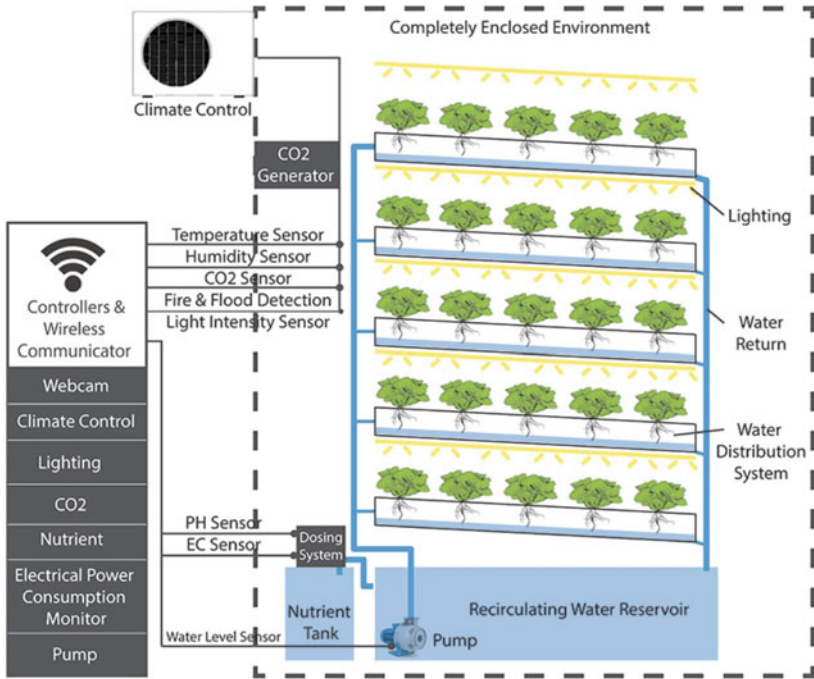 Completely Enclosed Environment
Climate Control
CO2
Generator
Lighting
Temperature Sensor
Humidity Sensor
CO2 Sensor
Fire & Flood Detection
Light Intensity Sensor
Controllers &
Wireless
Communicator
Webcam
Climate Control
Lighting
CO2
Nutrient
Electrical Power
Consumption
Monitor
Pump
Water
Return
Water
Distribution
System
PH Sensor
EC Sensor
Dosing
System
Nutrient
Tank
Recirculating Water Reservoir
Water Level Sensor
Pump